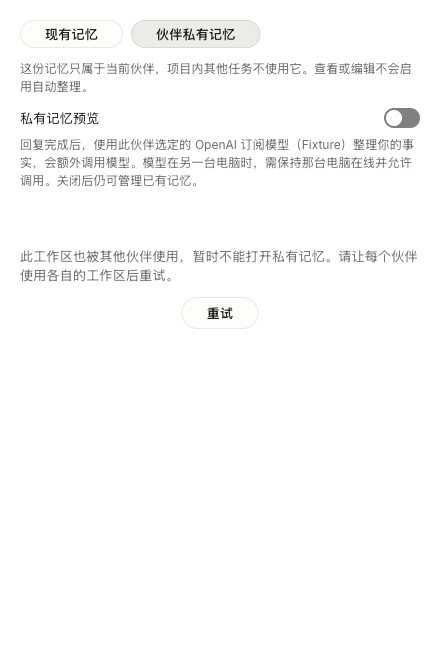 现有记忆
伙伴私有记忆
这份记忆只属于当前伙伴，项目内其他任务不使用它。查看或编辑不会启
用自动整理。
私有记忆预览
回复完成后，使用此伙伴选定的 OpenAI 订阅模型（Fixture）整理你的事
实，会额外调用模型。模型在另一台电脑时，需保持那台电脑在线并允许
调用。关闭后仍可管理已有记忆。
此工作区也被其他伙伴使用，暂时不能打开私有记忆。请让每个伙伴
使用各自的工作区后重试。
重试